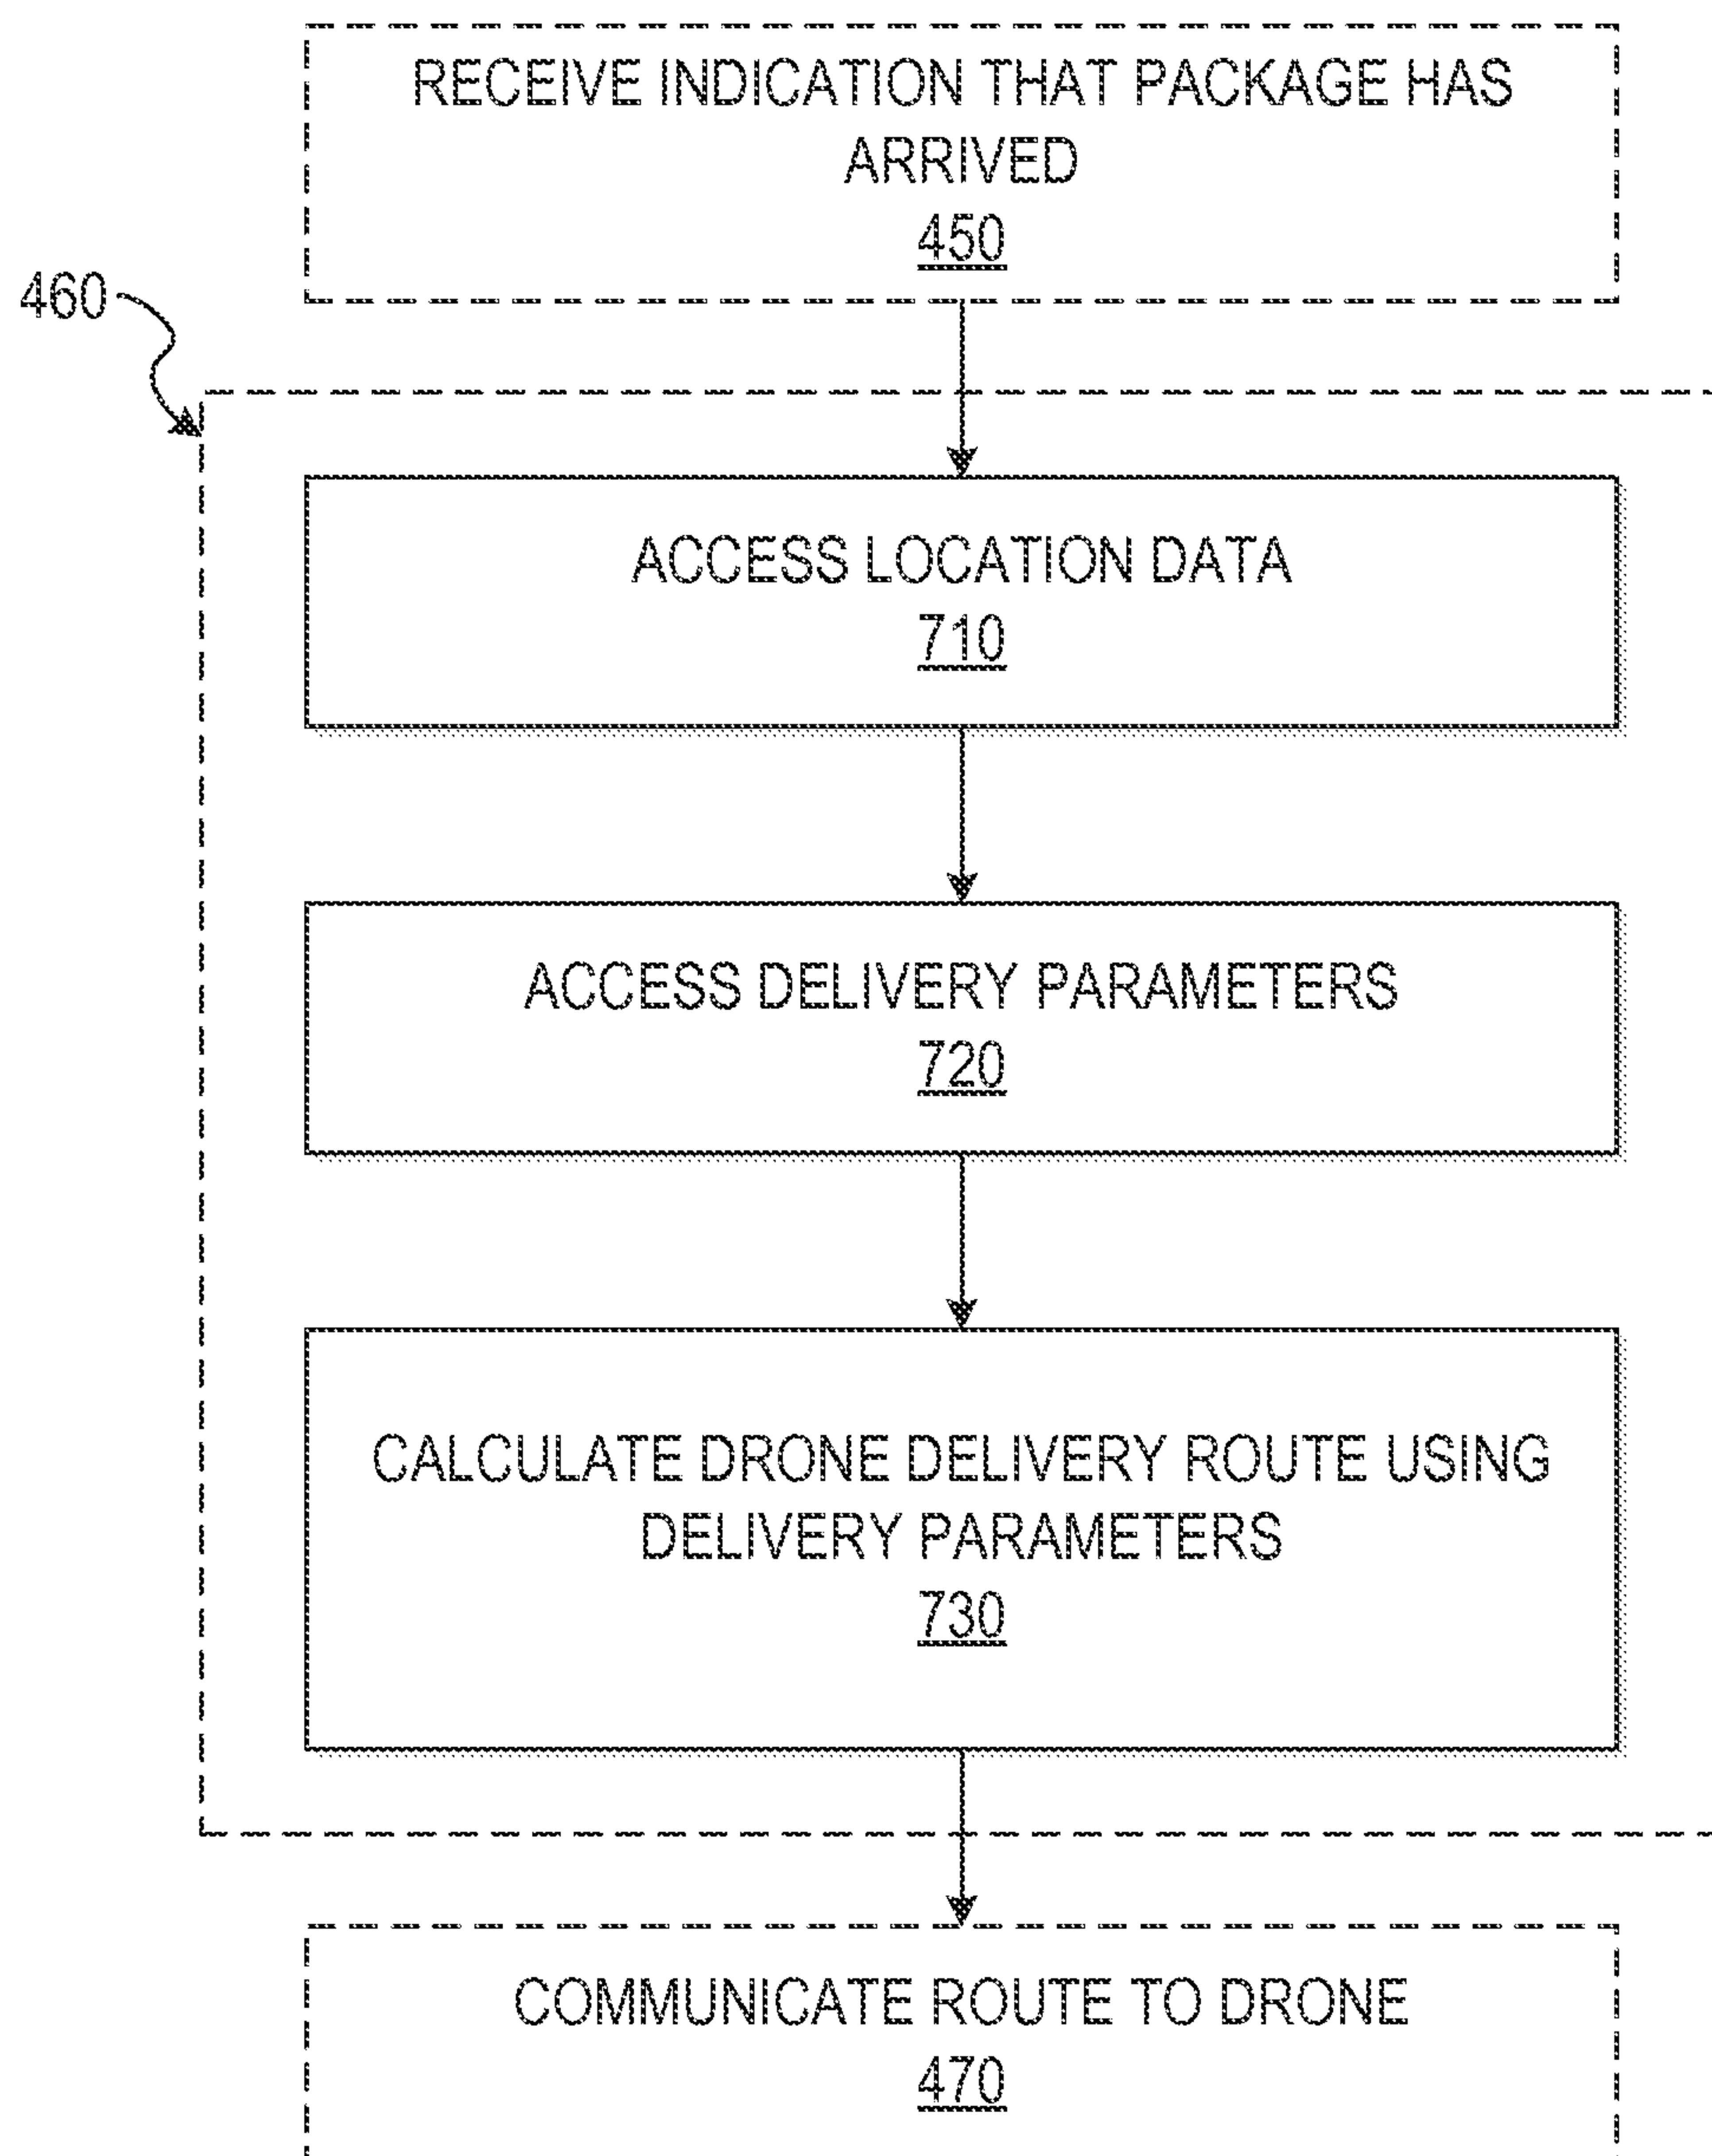 RECEIVE INDICATION THAT PACKAGE HAS
ARRIVED
450
460
ACCESS LOCATION DATA
710
ACCESS DELIVERY PARAMETERS
720
CALCULATE DRONE DELIVERY ROUTE USING
DELIVERY PARAMETERS
730
COMMUNICATE ROUTE TO DRONE
470